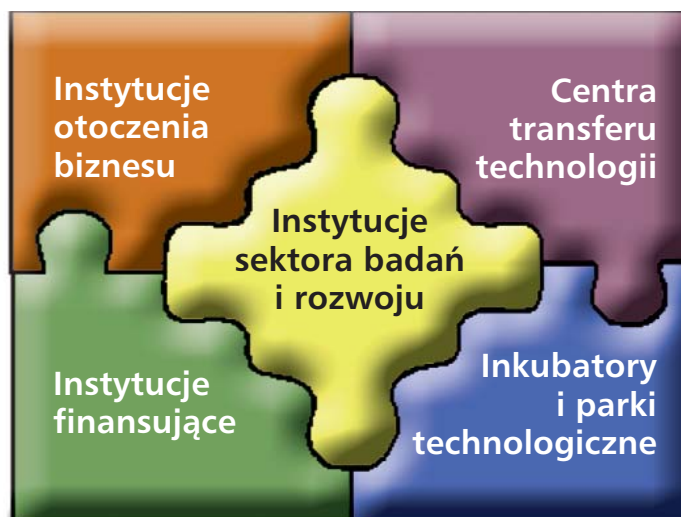 Instytucje
otoczenia
biznesu
Centra
transferu
technologii
Instytucje
sektora badań
i rozwoju
Instytucje
finansujące
Inkubatory
i parki
technologiczne